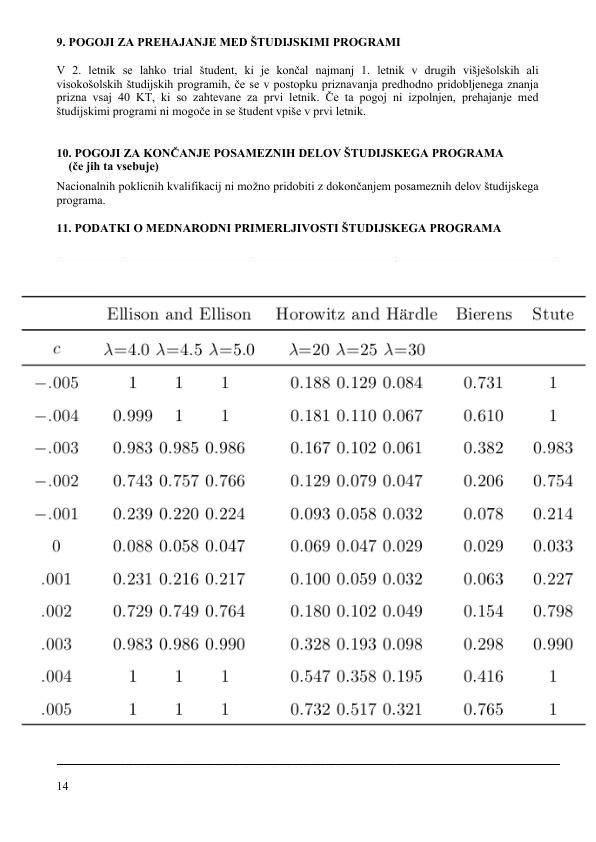 9. POGOJI ZA PREHAJANJE MED ŠTUDIJSKIMI PROGRAMI
V 2. letnik se lahko trial študent, ki je končal najmanj 1. letnik v drugih višješolskih ali
visokošolskih študijskih programih, če se v postopku priznavanja predhodno pridobljenega znanja
prizna vsaj 40 KT, ki so zahtevane za prvi letnik. Če ta pogoj ni izpolnjen, prehajanje med
študijskimi programi ni mogoče in se študent vpiše v prvi letnik.
10. POGOJI ZA KONČANJE POSAMEZNIH DELOV ŠTUDIJSKEGA PROGRAMA
(če jih ta vsebuje)
Nacionalnih poklicnih kvalifikacij ni možno pridobiti z dokončanjem posameznih delov študijskega
programa.
11. PODATKI O MEDNARODNI PRIMERLJIVOSTI ŠTUDIJSKEGA PROGRAMA
Ellison and Ellison Horowitz and Härdle Bierens Stute
c λ=4.0 λ=4.5 λ=5.0 λ=20 λ=25 λ=30
−.005 1 1 1 0.188 0.129 0.084 0.731 1
−.004 0.999 1 1 0.181 0.110 0.067 0.610 1
−.003 0.983 0.985 0.986 0.167 0.102 0.061 0.382 0.983
−.002 0.743 0.757 0.766 0.129 0.079 0.047 0.206 0.754
−.001 0.239 0.220 0.224 0.093 0.058 0.032 0.078 0.214
0 0.088 0.058 0.047 0.069 0.047 0.029 0.029 0.033
.001 0.231 0.216 0.217 0.100 0.059 0.032 0.063 0.227
.002 0.729 0.749 0.764 0.180 0.102 0.049 0.154 0.798
.003 0.983 0.986 0.990 0.328 0.193 0.098 0.298 0.990
.004 1 1 1 0.547 0.358 0.195 0.416 1
.005 1 1 1 0.732 0.517 0.321 0.765 1
14